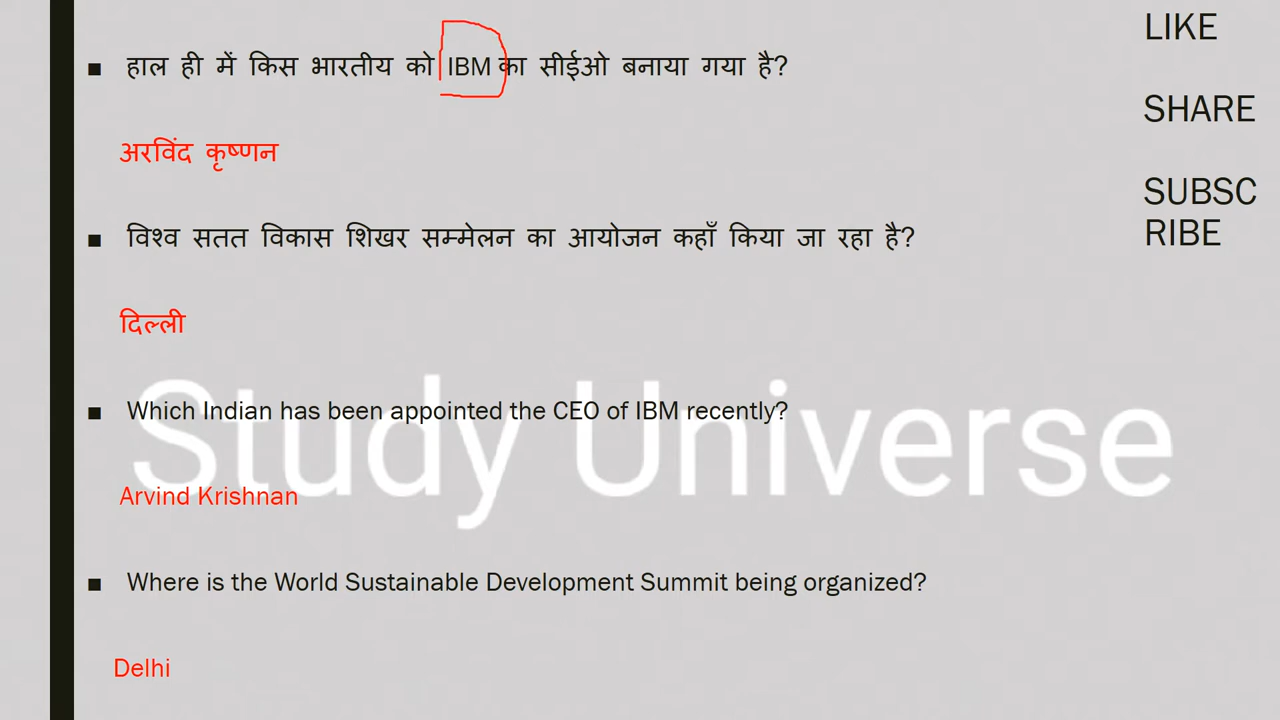 हाल ही में किस भारतीय को IBM का सीईओ बनाया गया है?
अरविंद कृष्णन
विश्व सतत विकास शिखर सम्मेलन का आयोजन कहाँ किया जा रहा है?
दिल्ली
Which Indian has been appointed the CEO of IBM recently?
Study Universe
Arvind Krishnan
Where is the World Sustainable Development Summit being organized?
Delhi
LIKE
SHARE
SUBSC
RIBE